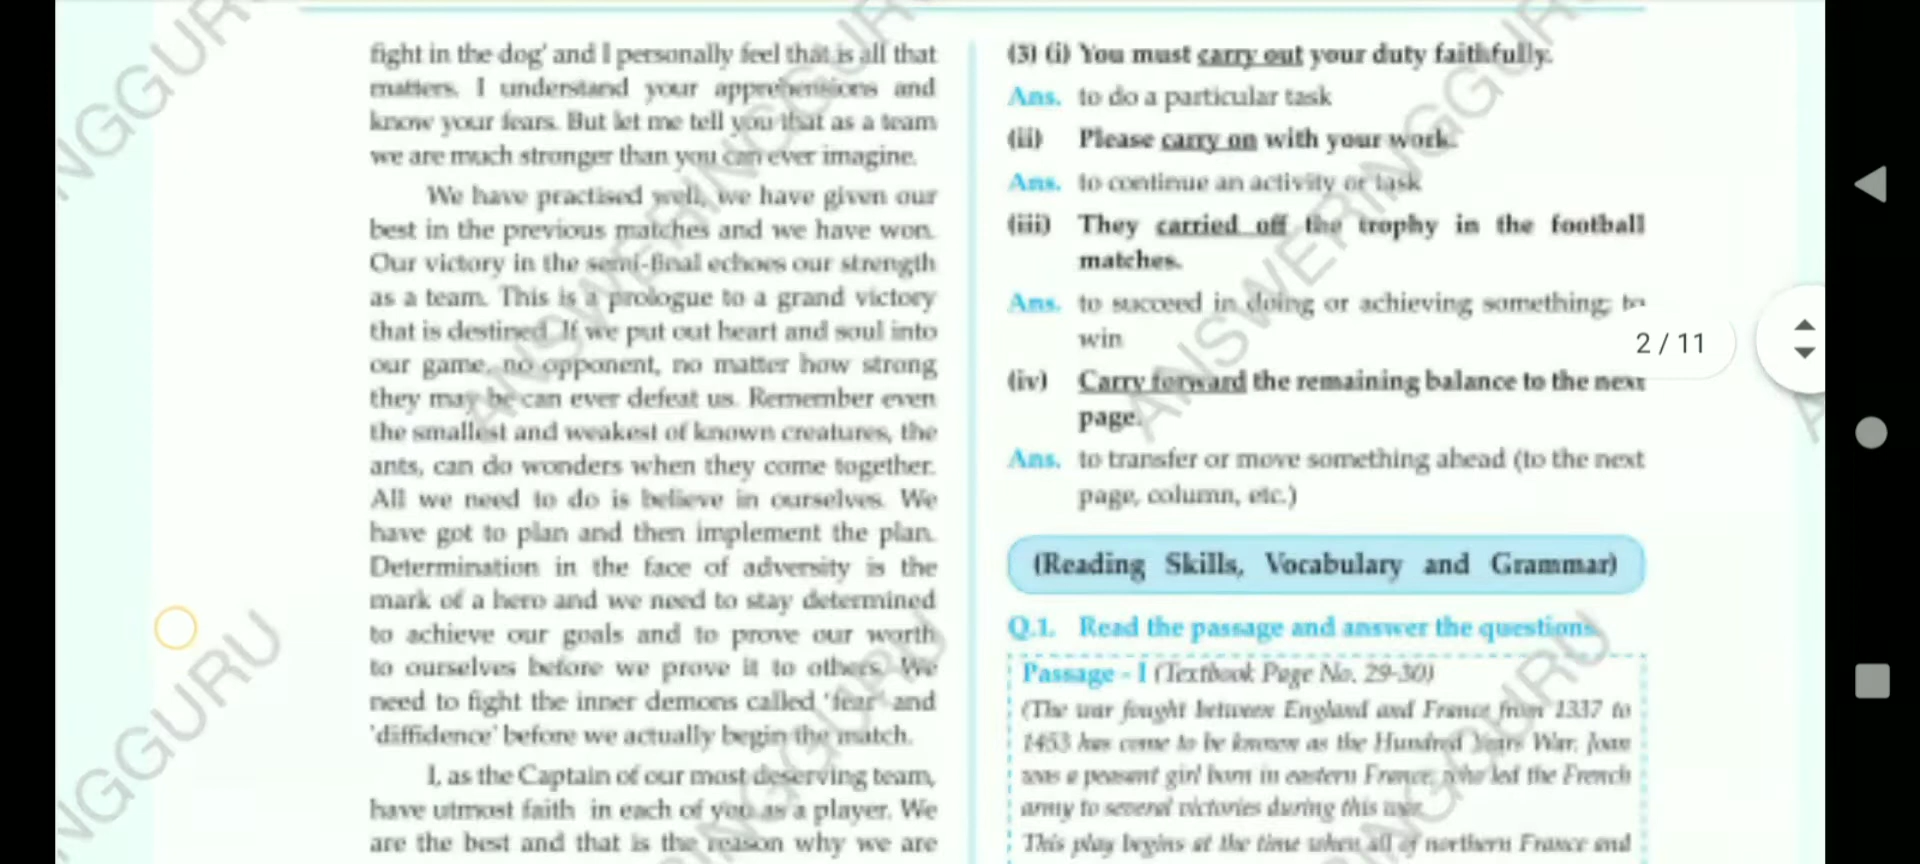 fight in the dog' and I personally feel that is all that
matters. I understand your apprehensions and
know your fears. But let me tell you that as a team
we are much stronger than you can ever imagine.
We have practised well, we have given our
best in the previous matches and we have won.
Our victory in the semi-final echoes our strength
as a team. This is a prologue to a grand victory
that is destined. If we put out heart and soul into
our game, no opponent, no matter how strong
they may be can ever defeat us. Remember even
the smallest and weakest of known creatures, the
ants, can do wonders when they come together.
All we need to do is believe in ourselves. We
have got to plan and then implement the plan.
Determination in the face of adversity is the
mark of a hero and we need to stay determined
to achieve our goals and to prove our worth
to ourselves before we prove it to others. We
need to fight the inner demons called 'fear' and
'diffidence' before we actually begin the match.
I, as the Captain of our most deserving team,
have utmost faith in each of you as a player. We
are the best and that is the reason why we are
(3) (i) You must carry out your duty faithfully.
Ans. to do a particular task
(ii) Please carry on with your work.
Ans. to continue an activity or task
(iii) They carried off the trophy in the football
matches.
Ans. to succeed in doing or achieving something; to
win
(iv) Carry forward the remaining balance to the next
page.
Ans. to transfer or move something ahead (to the next
page, column, etc.)
(Reading Skills, Vocabulary and Grammar)
Q.1. Read the passage and answer the questions.
Passage - I (Textbook Page No. 29-30)
(The war fought between England and France from 1337 to
1453 has come to be known as the Hundred Years War. Joan
was a peasant girl born in eastern France, who led the French
army to several victories during this war.
This play begins at the time when all of northern France and
2 / 11
NGGURU
ANSWERINGGURU
ANSWERINGGURU
NGGURU
RINGGURU
RINGGURU